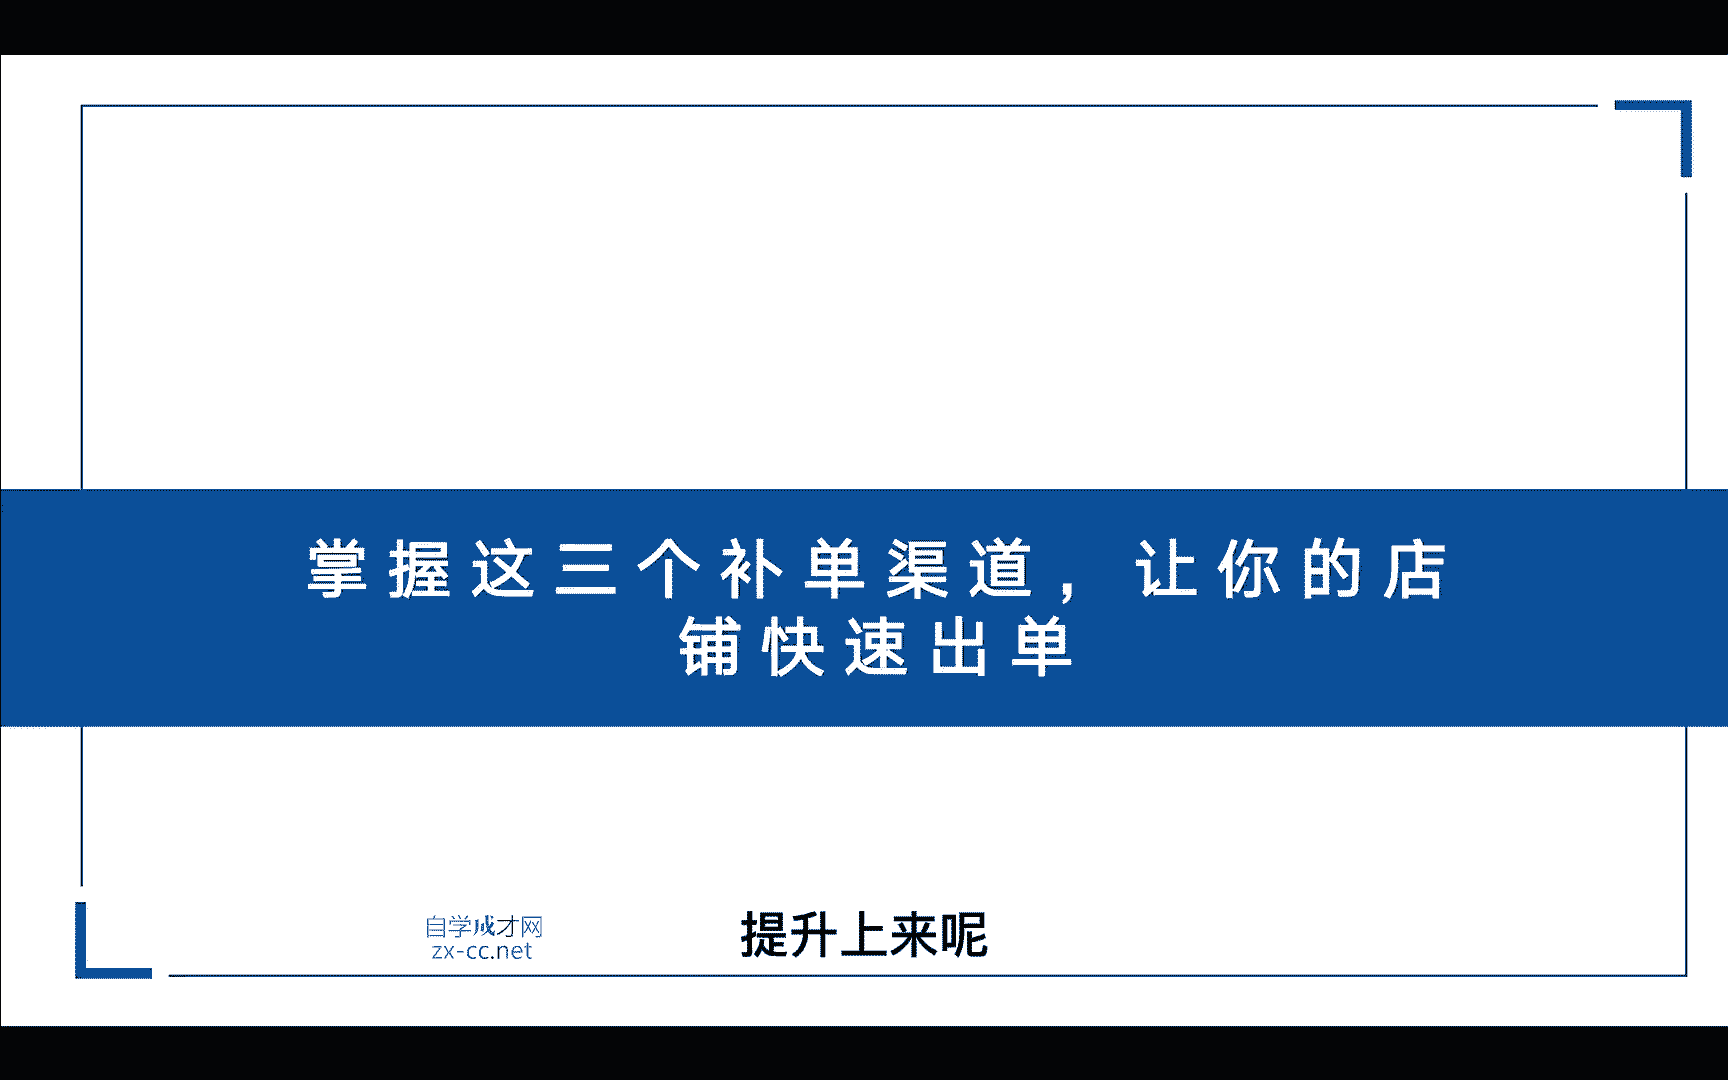 掌握这三个补单渠道，让你的店
铺快速出单
自学成才网
zx-cc.net
提升上来呢